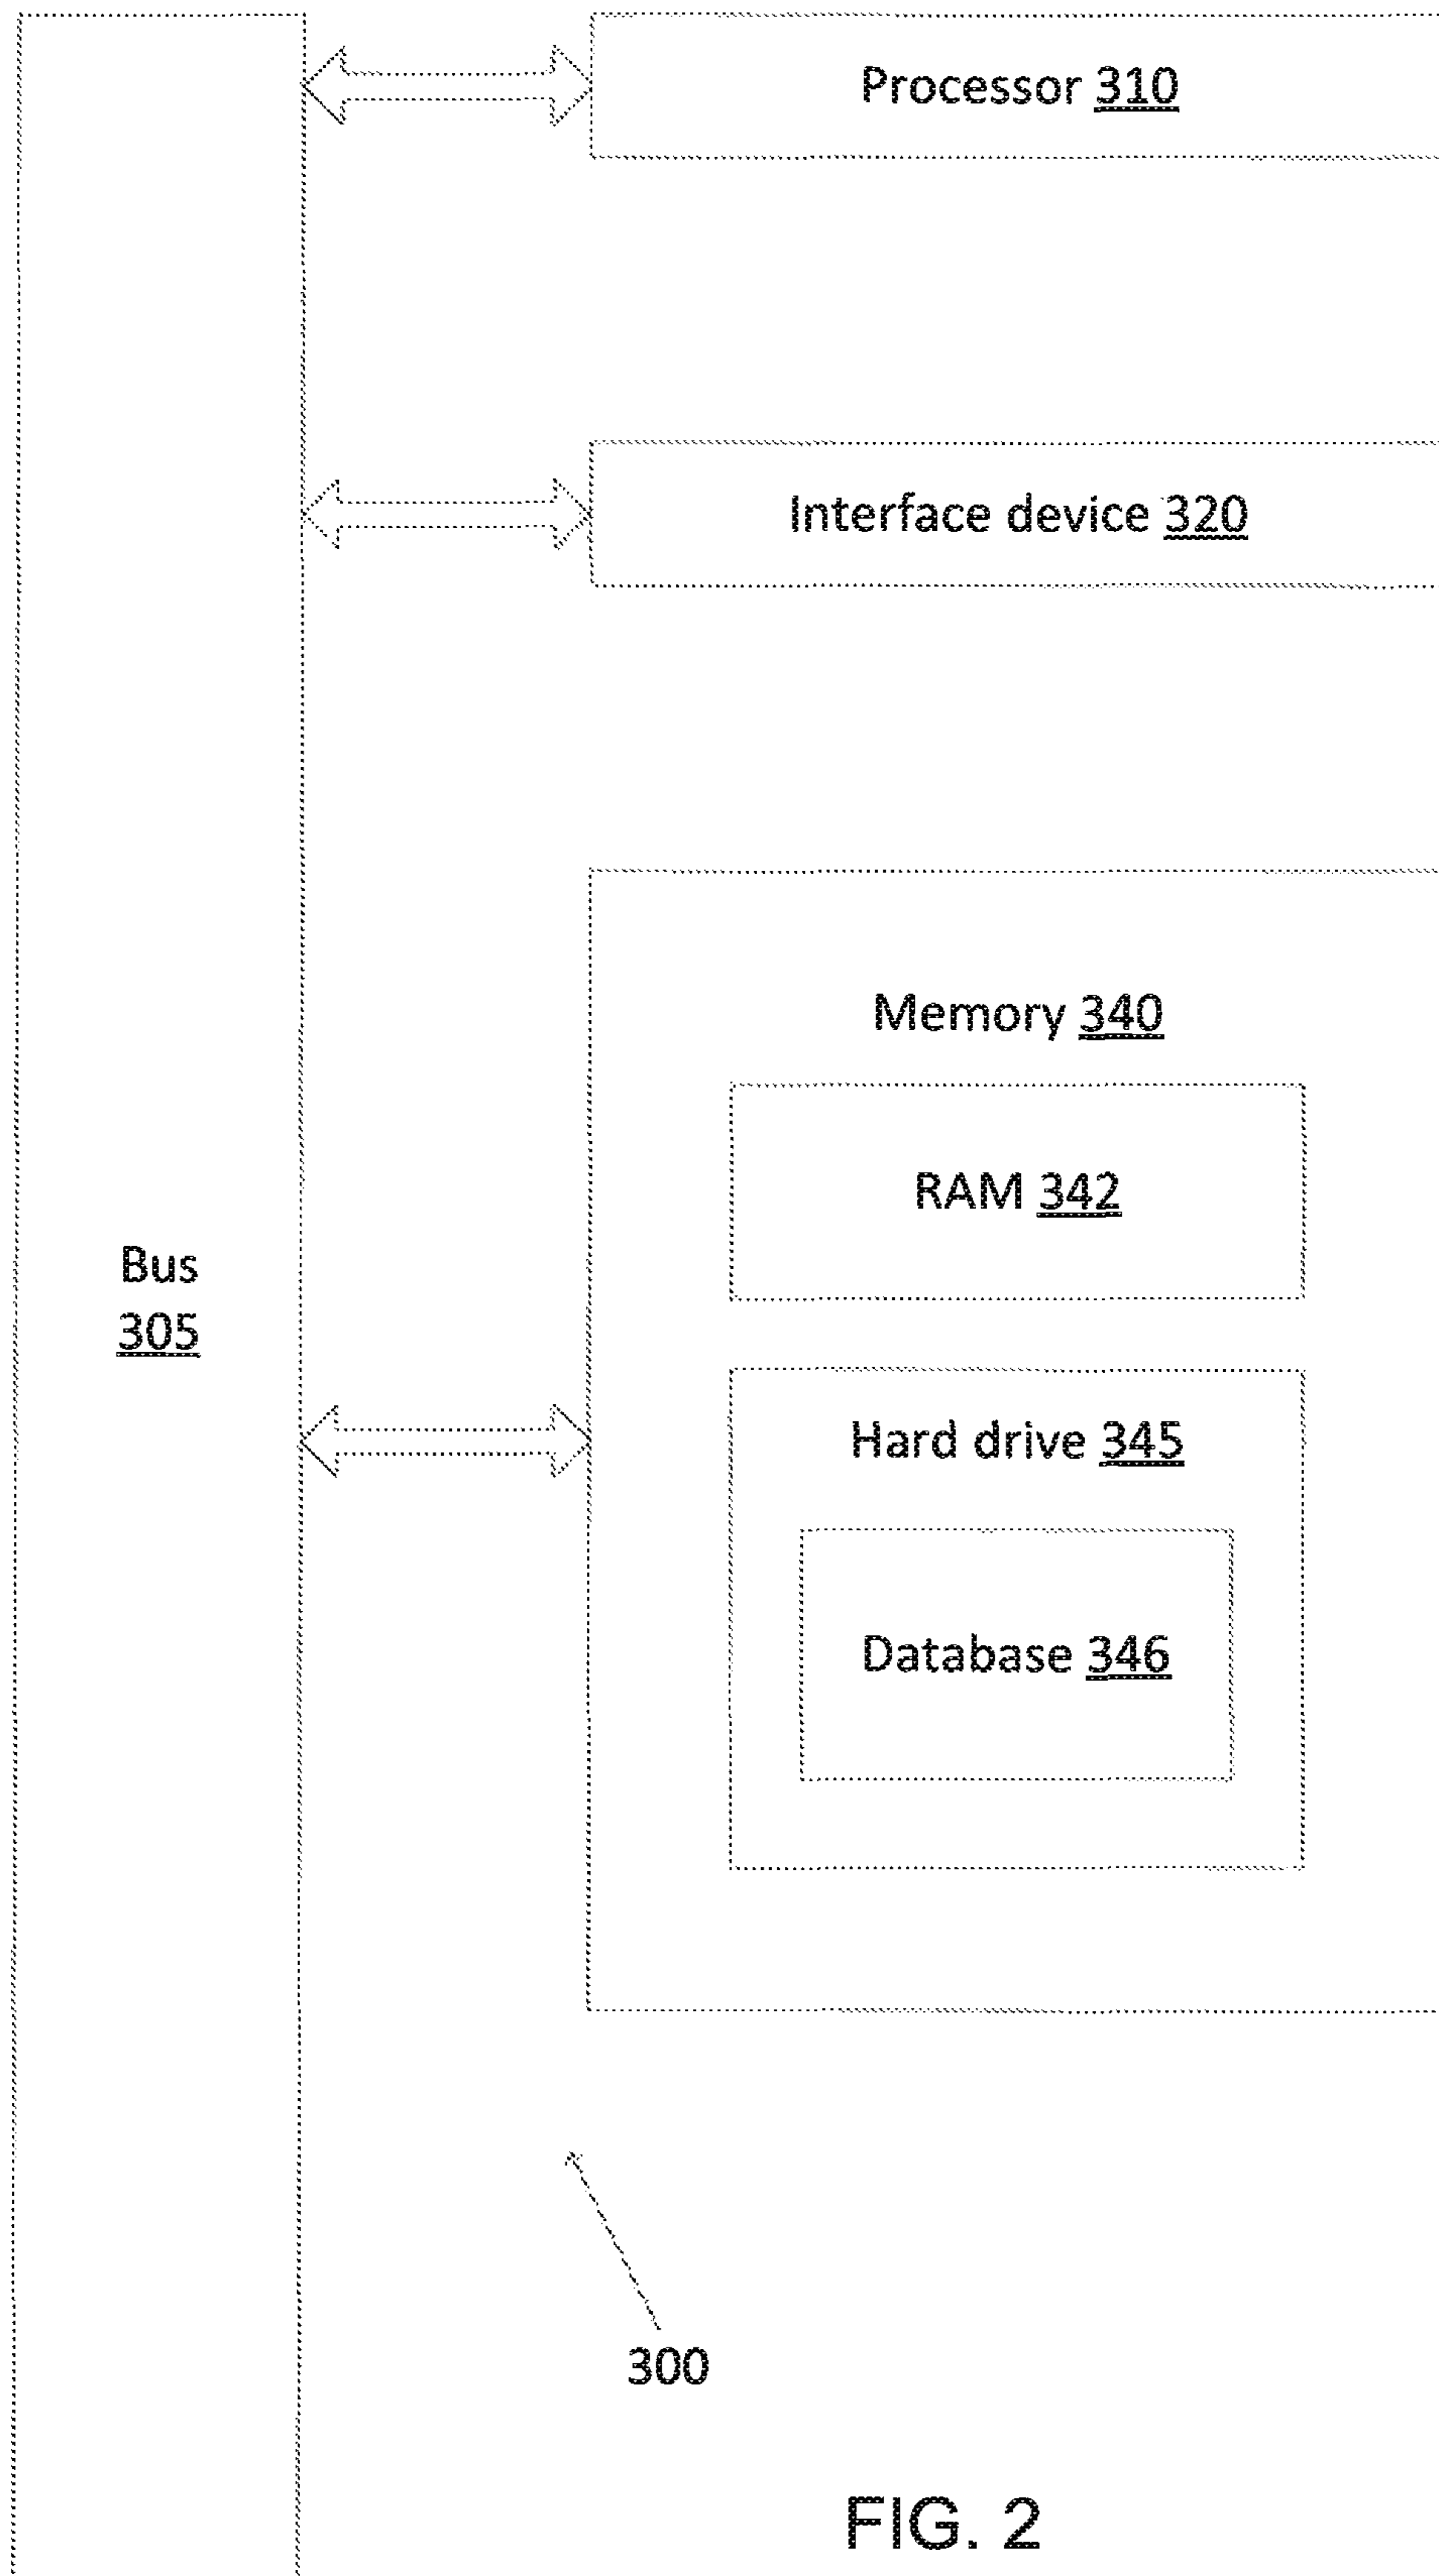 Processor 310
Interface device 320
Memory 340
RAM 342
Bus
305
Hard drive 345
Database 346
300
FIG. 2